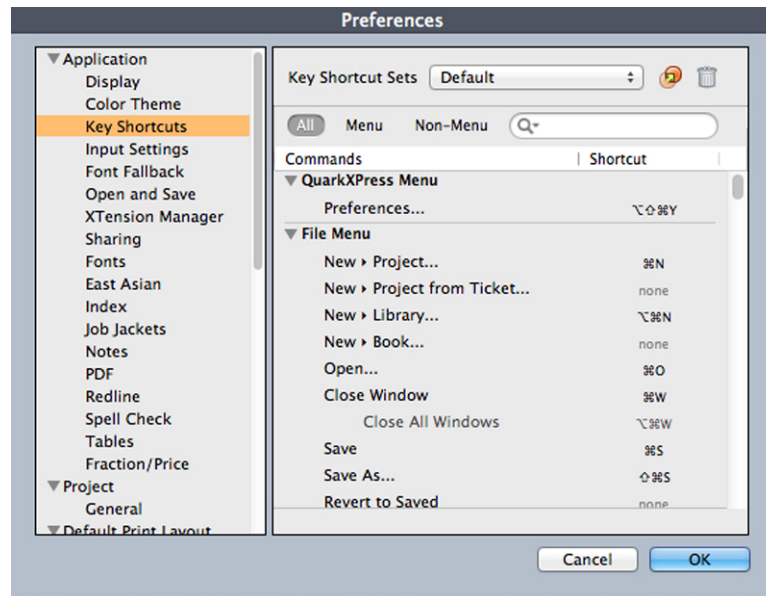 Preferences
Application
Display
Color Theme
Key Shortcuts
Input Settings
Font Fallback
Open and Save
XTension Manager
Sharing
Fonts
East Asian
Index
Job Jackets
Notes
PDF
Redline
Spell Check
Tables
Fraction/Price
Project
General
Default Print Layout
Key Shortcut Sets Default
All Menu Non-Menu
Commands Shortcut
QuarkXPress Menu
Preferences... ⌥⇧⌘Y
File Menu
New ▸ Project... ⌘N
New ▸ Project from Ticket... none
New ▸ Library... ⌥⌘N
New ▸ Book... none
Open... ⌘O
Close Window ⌘W
Close All Windows ⌥⌘W
Save ⌘S
Save As... ⇧⌘S
Revert to Saved none
Cancel OK